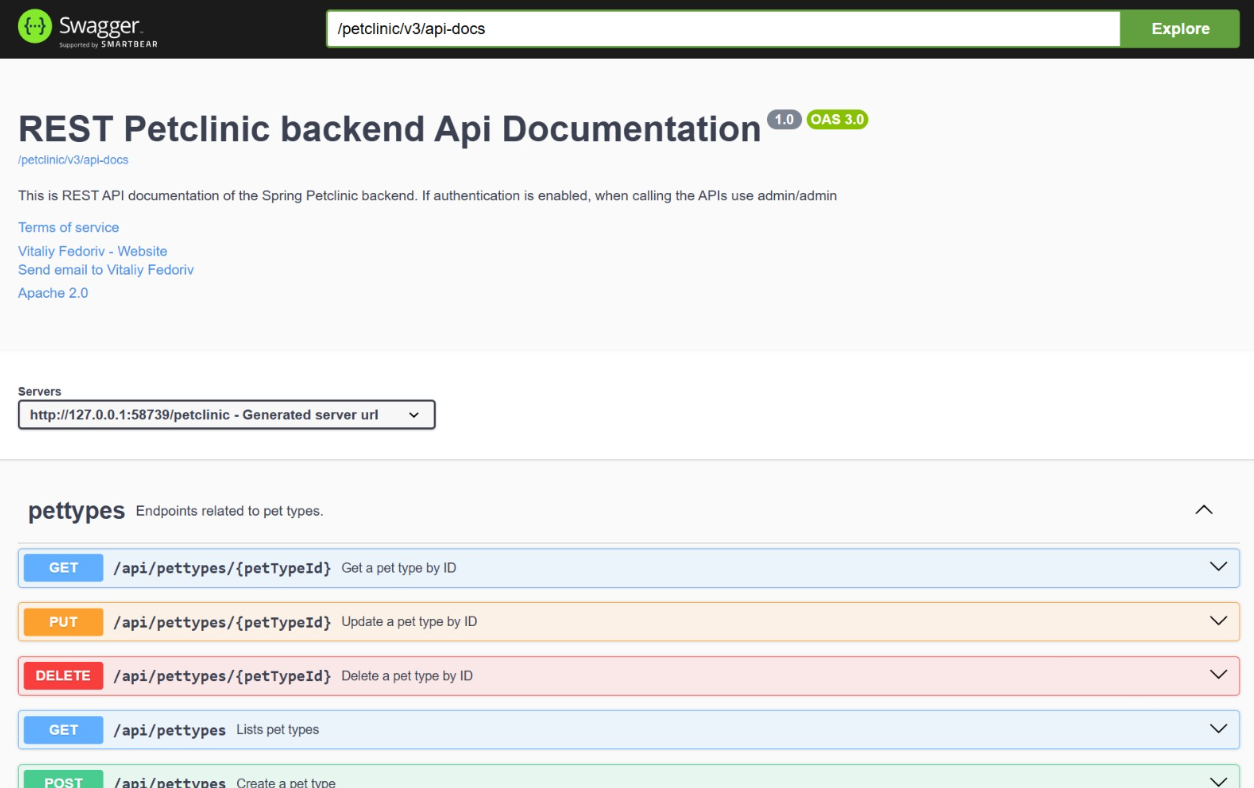 Swagger
Supported by SMARTBEAR
/petclinic/v3/api-docs
Explore
REST Petclinic backend Api Documentation 1.0 OAS 3.0
/petclinic/v3/api-docs
This is REST API documentation of the Spring Petclinic backend. If authentication is enabled, when calling the APIs use admin/admin
Terms of service
Vitaliy Fedoriv - Website
Send email to Vitaliy Fedoriv
Apache 2.0
Servers
http://127.0.0.1:58739/petclinic - Generated server url
pettypes Endpoints related to pet types.
GET /api/pettypes/{petTypeId} Get a pet type by ID
PUT /api/pettypes/{petTypeId} Update a pet type by ID
DELETE /api/pettypes/{petTypeId} Delete a pet type by ID
GET /api/pettypes Lists pet types
POST /api/pettypes Create a pet type